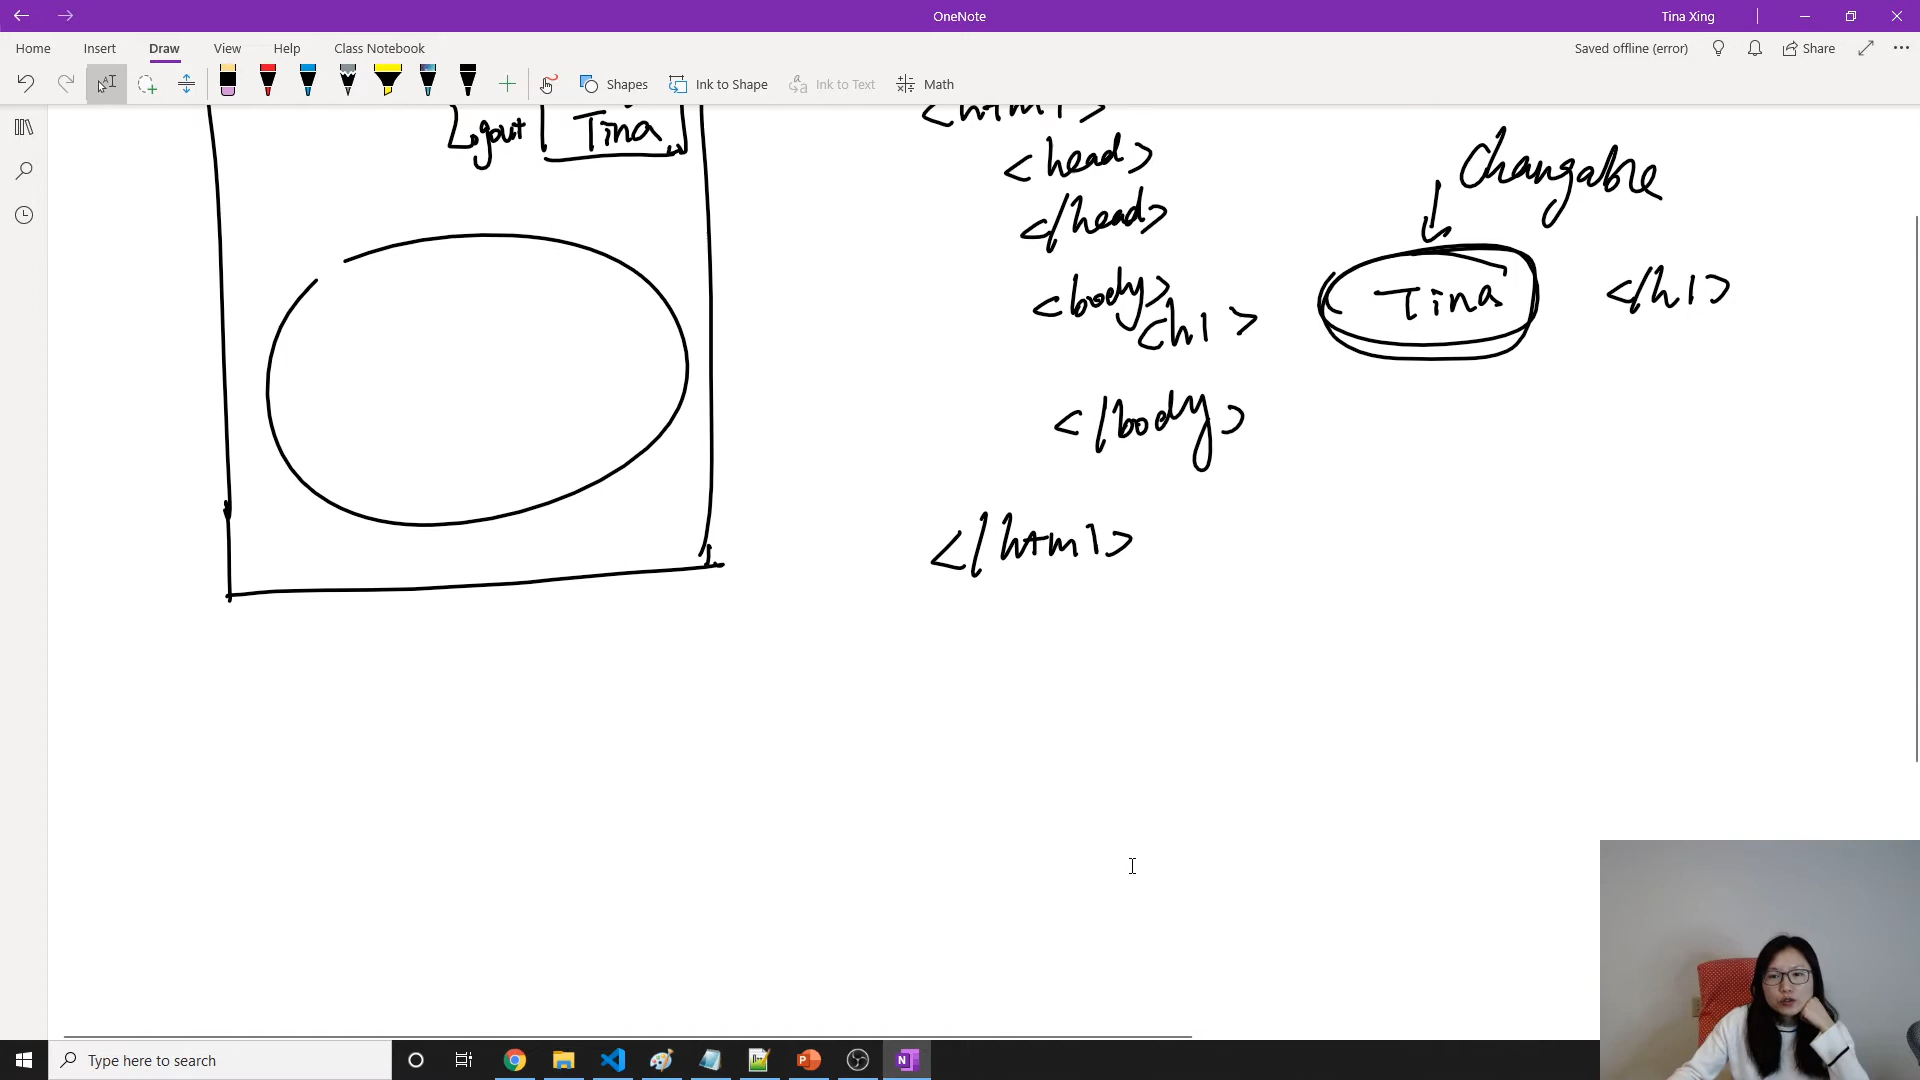 OneNote
Tina Xing
Home Insert Draw View Help Class Notebook
Saved offline (error) Share
Shapes Ink to Shape Ink to Text Math
Tina
<html>
<head>
</head>
Changable
<body>
<h1> Tina </h1>
</body>
</html>
Type here to search